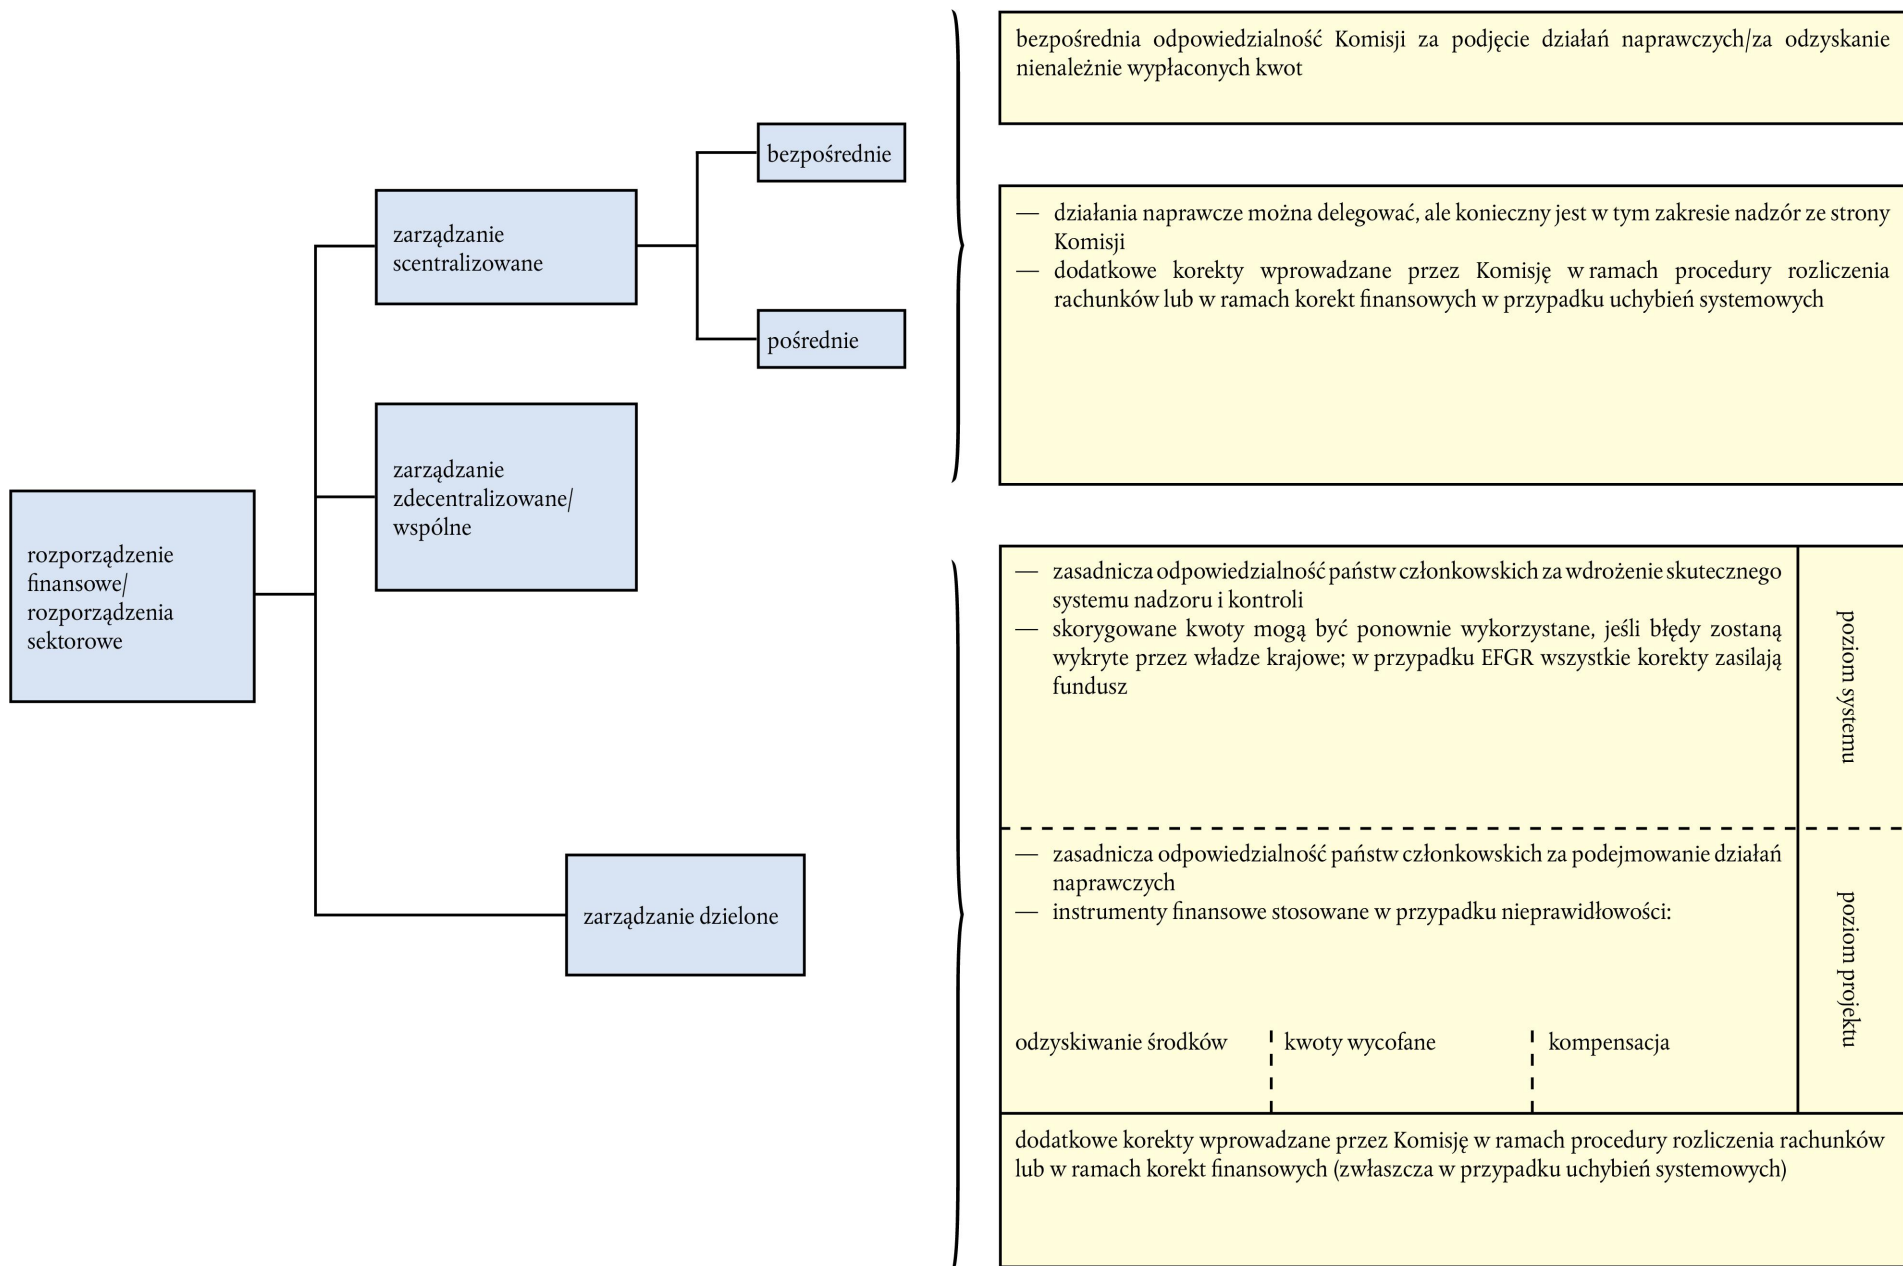 rozporządzenie
finansowe/
rozporządzenia
sektorowe
zarządzanie
scentralizowane
bezpośrednie
pośrednie
zarządzanie
zdecentralizowane/
wspólne
zarządzanie dzielone
bezpośrednia odpowiedzialność Komisji za podjęcie działań naprawczych/za odzyskanie
nienależnie wypłaconych kwot
— działania naprawcze można delegować, ale konieczny jest w tym zakresie nadzór ze strony
Komisji
— dodatkowe korekty wprowadzane przez Komisję w ramach procedury rozliczenia
rachunków lub w ramach korekt finansowych w przypadku uchybień systemowych
— zasadnicza odpowiedzialność państw członkowskich za wdrożenie skutecznego
systemu nadzoru i kontroli
— skorygowane kwoty mogą być ponownie wykorzystane, jeśli błędy zostaną
wykryte przez władze krajowe; w przypadku EFGR wszystkie korekty zasilają
fundusz
poziom systemu
— zasadnicza odpowiedzialność państw członkowskich za podejmowanie działań
naprawczych
— instrumenty finansowe stosowane w przypadku nieprawidłowości:
odzyskiwanie środków
kwoty wycofane
kompensacja
poziom projektu
dodatkowe korekty wprowadzane przez Komisję w ramach procedury rozliczenia rachunków
lub w ramach korekt finansowych (zwłaszcza w przypadku uchybień systemowych)